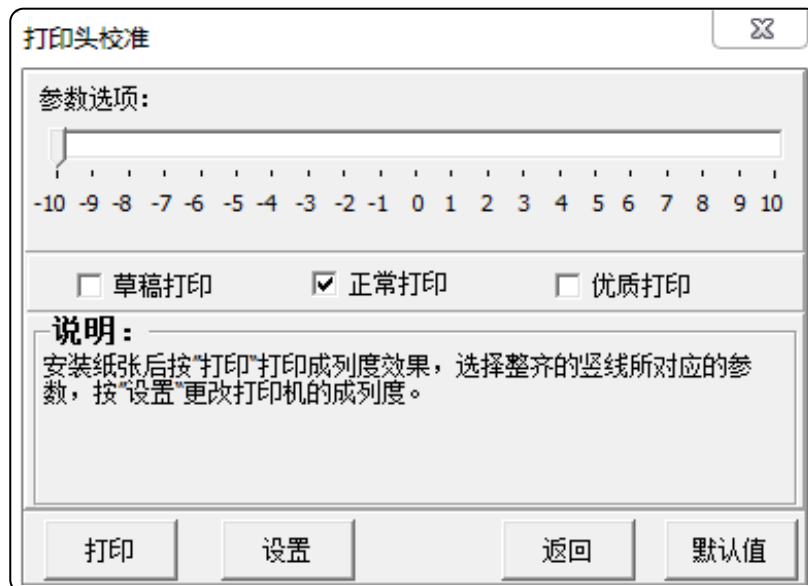 打印头校准
参数选项：
-10 -9 -8 -7 -6 -5 -4 -3 -2 -1 0 1 2 3 4 5 6 7 8 9 10
草稿打印 正常打印 优质打印
说明：
安装纸张后按"打印"打印成列度效果，选择整齐的竖线所对应的参
数，按"设置"更改打印机的成列度。
打印 设置 返回 默认值